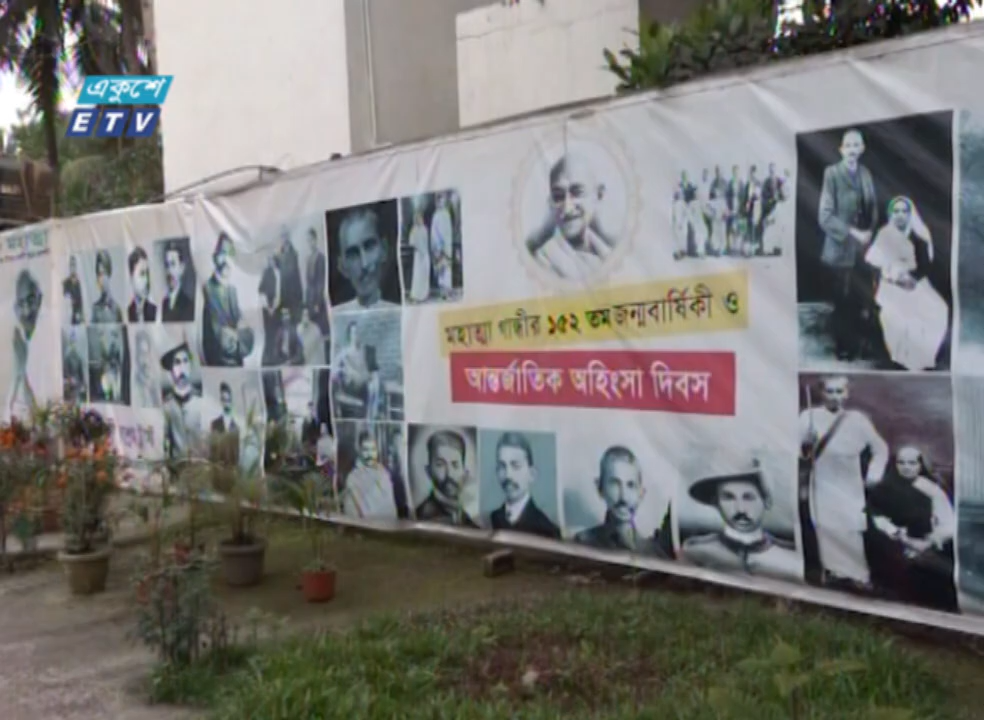 একুশে
ETV
মহাত্মা গান্ধীর ১৫২ তম জন্মবার্ষিকী ও
আন্তর্জাতিক অহিংসা দিবস